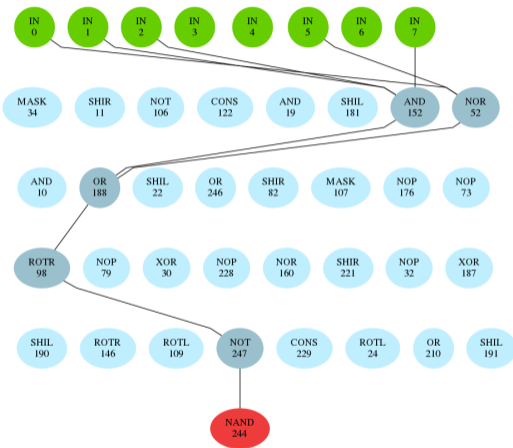 IN IN IN IN IN IN IN IN
0 1 2 3 4 5 6 7
MASK SHIR NOT CONS AND SHIL AND NOR
34 11 106 122 19 181 152 52
AND OR SHIL OR SHIR MASK NOP NOP
10 188 22 246 82 107 176 73
ROTR NOP XOR NOP NOR SHIR NOP XOR
98 79 30 228 160 221 32 187
SHIL ROTR ROTL NOT CONS ROTL OR SHIL
190 146 109 247 229 24 210 191
NAND
244